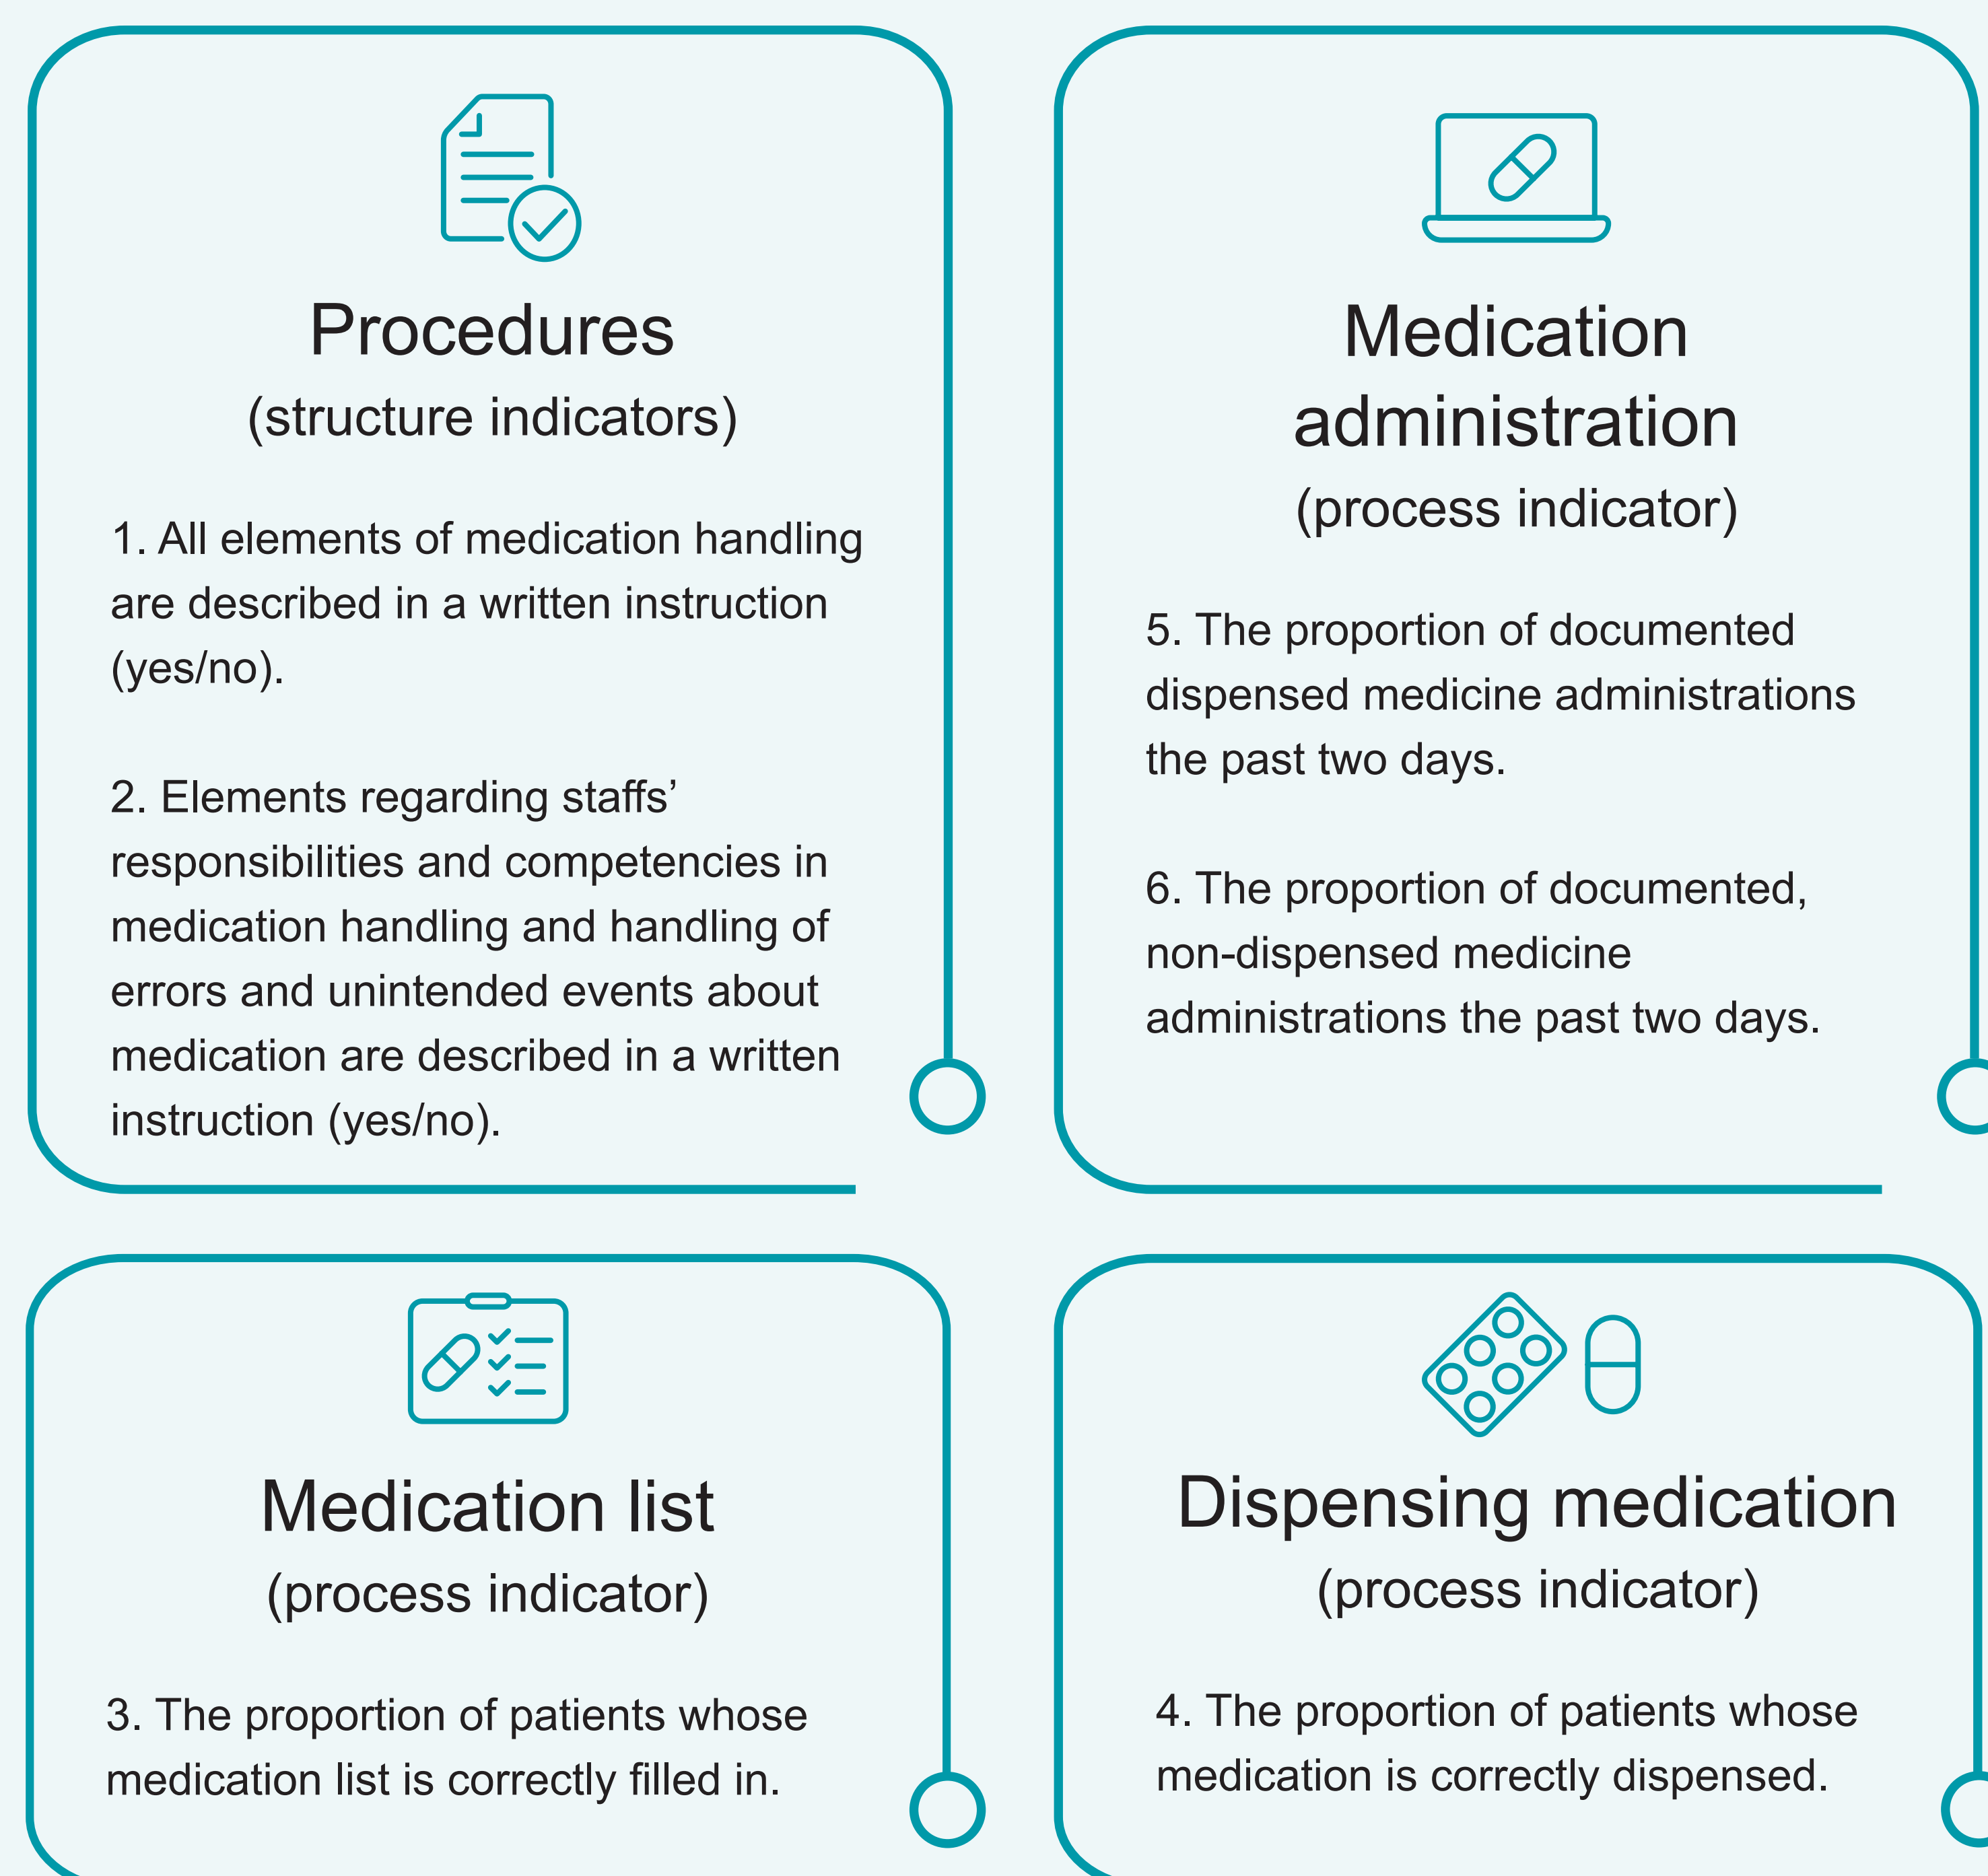 Procedures
(structure indicators)
1. All elements of medication handling
are described in a written instruction
(yes/no).
2. Elements regarding staffs’
responsibilities and competencies in
medication handling and handling of
errors and unintended events about
medication are described in a written
instruction (yes/no).
Medication
administration
(process indicator)
5. The proportion of documented
dispensed medicine administrations
the past two days.
6. The proportion of documented,
non-dispensed medicine
administrations the past two days.
Medication list
(process indicator)
3. The proportion of patients whose
medication list is correctly filled in.
Dispensing medication
(process indicator)
4. The proportion of patients whose
medication is correctly dispensed.